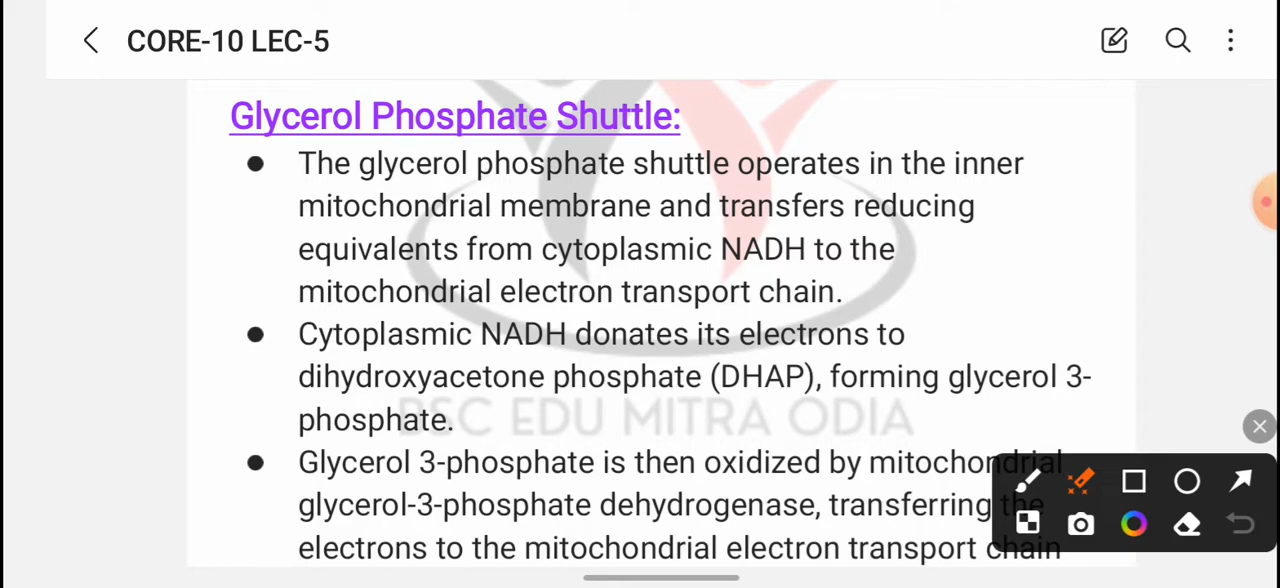 CORE-10 LEC-5
Glycerol Phosphate Shuttle:
● The glycerol phosphate shuttle operates in the inner
mitochondrial membrane and transfers reducing
equivalents from cytoplasmic NADH to the
mitochondrial electron transport chain.
● Cytoplasmic NADH donates its electrons to
dihydroxyacetone phosphate (DHAP), forming glycerol 3-
phosphate.
BSC EDU MITRA ODIA
● Glycerol 3-phosphate is then oxidized by mitochondrial
glycerol-3-phosphate dehydrogenase, transferring the
electrons to the mitochondrial electron transport chain